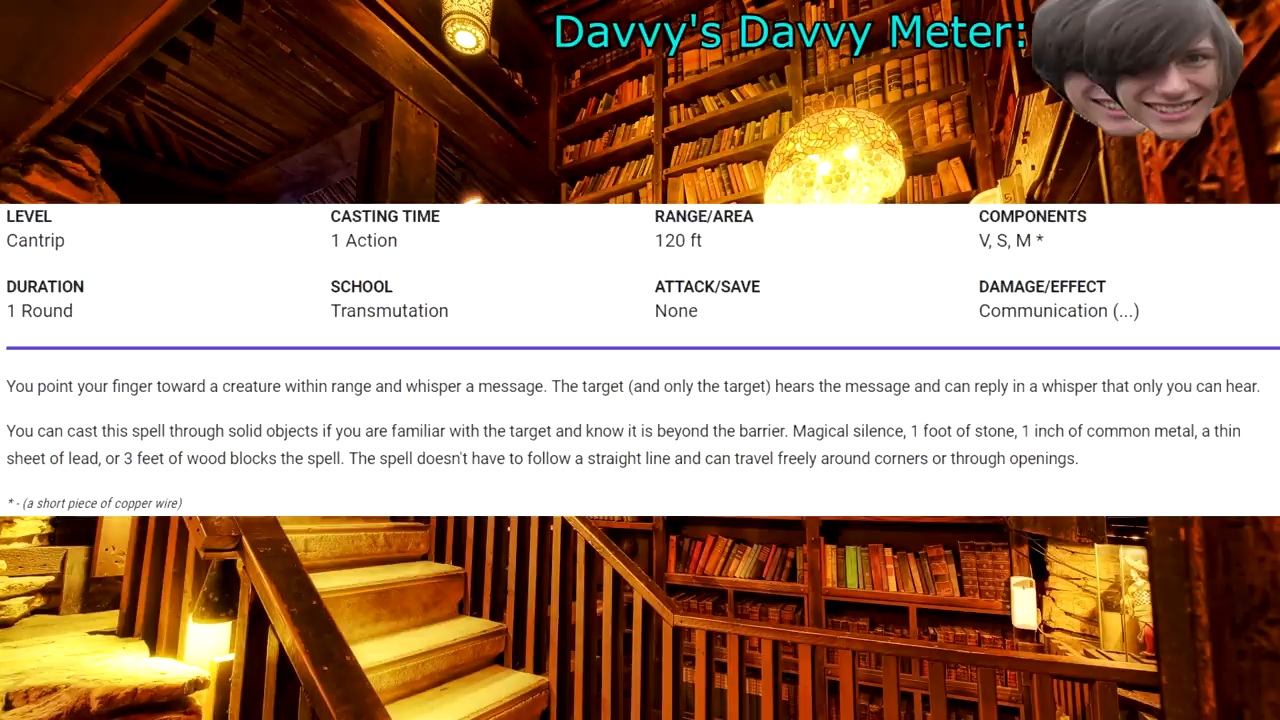 Davvy's Davvy Meter:
LEVEL CASTING TIME RANGE/AREA COMPONENTS
Cantrip 1 Action 120 ft V, S, M *
DURATION SCHOOL ATTACK/SAVE DAMAGE/EFFECT
1 Round Transmutation None Communication (...)
You point your finger toward a creature within range and whisper a message. The target (and only the target) hears the message and can reply in a whisper that only you can hear.
You can cast this spell through solid objects if you are familiar with the target and know it is beyond the barrier. Magical silence, 1 foot of stone, 1 inch of common metal, a thin
sheet of lead, or 3 feet of wood blocks the spell. The spell doesn't have to follow a straight line and can travel freely around corners or through openings.
* - (a short piece of copper wire)